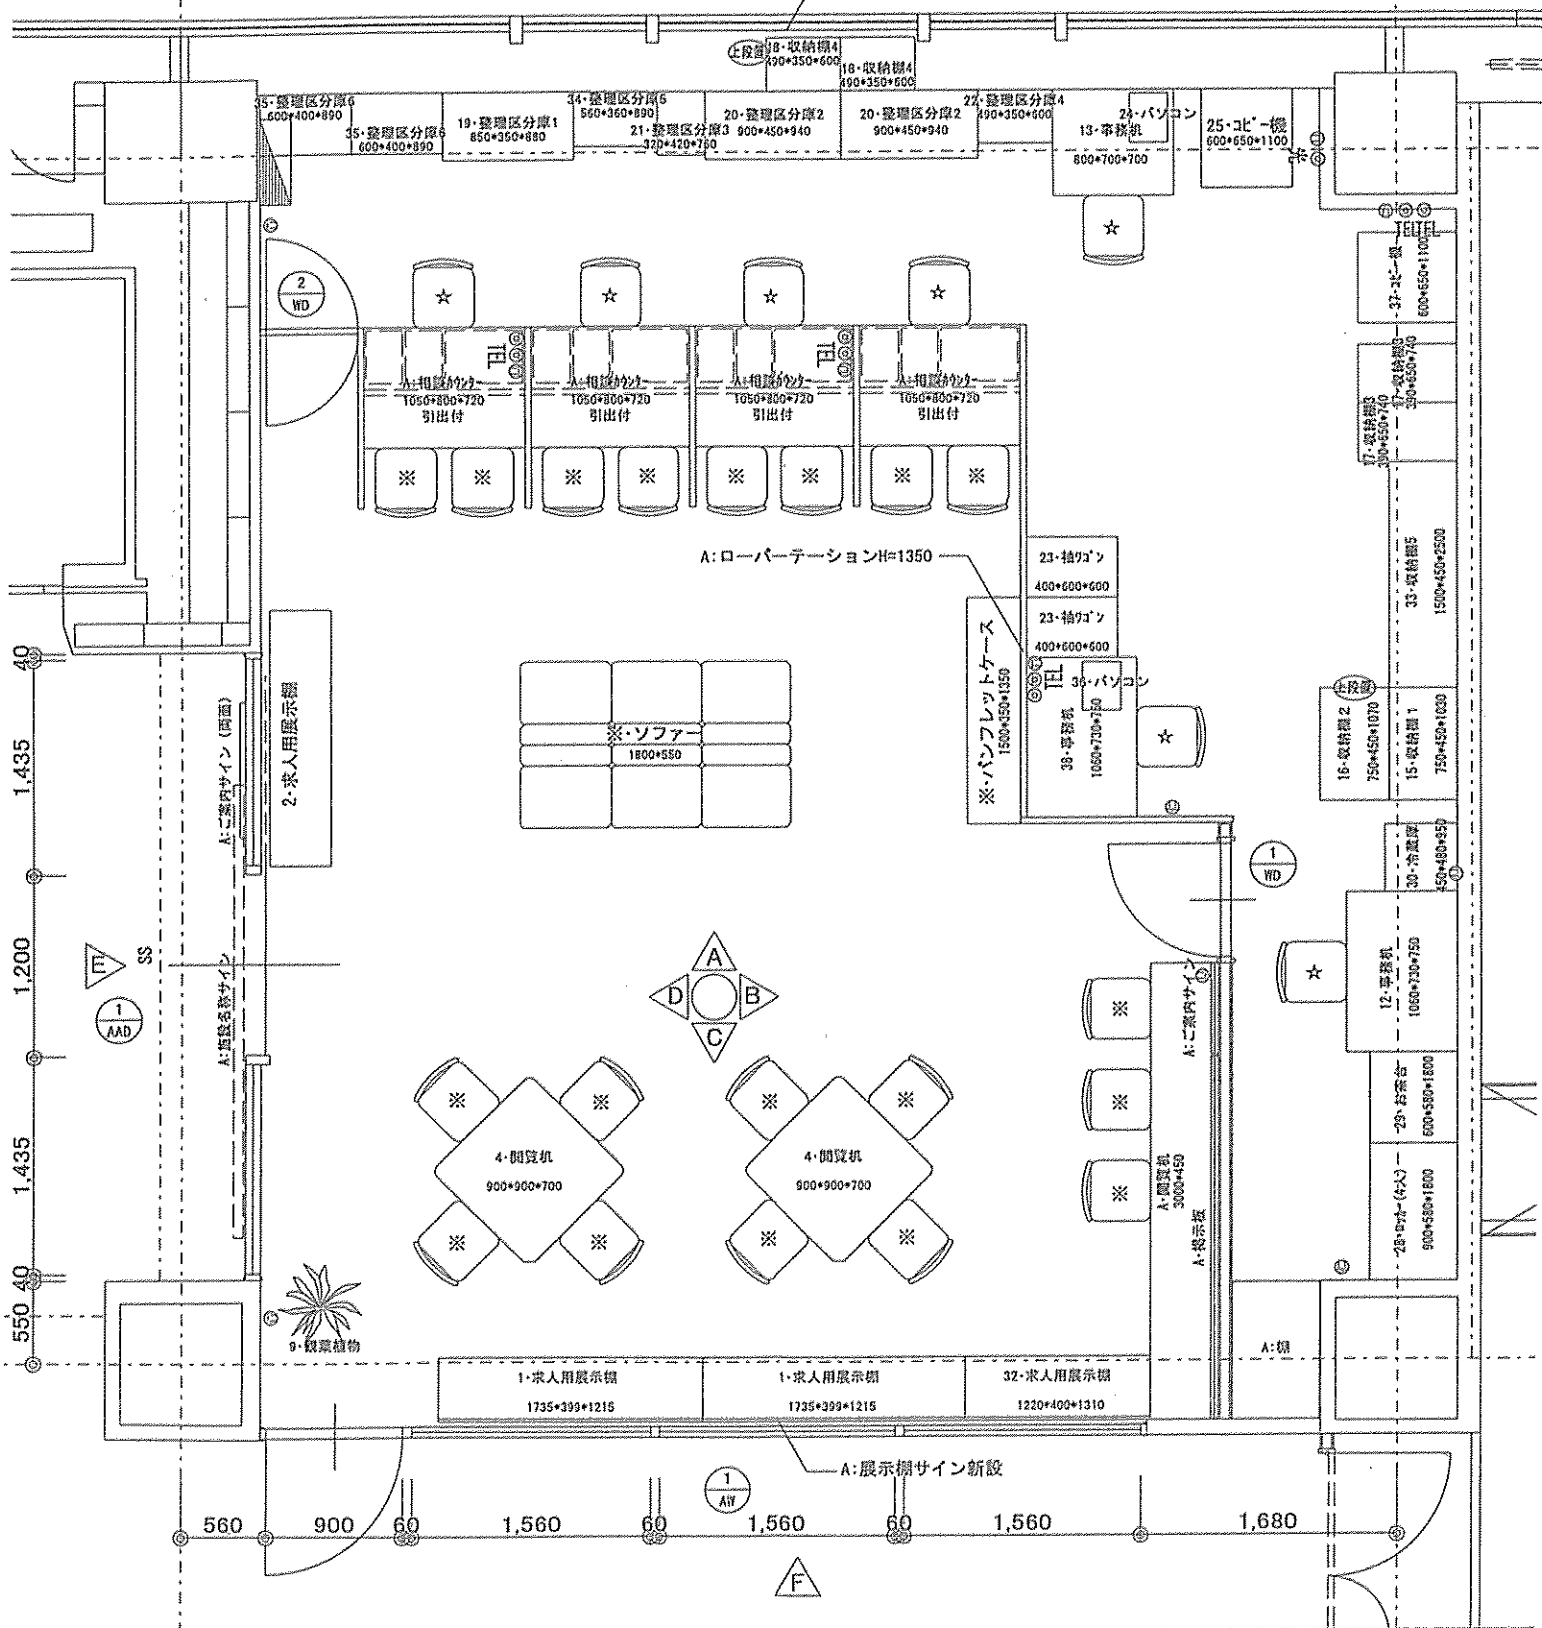 上段置
18・収納棚4
490*350*600
18・収納棚4
490*350*600
35・整理区分庫6
600*400*890
35・整理区分庫6
600*400*890
19・整理区分庫1
850*350*880
34・整理区分庫5
560*360*890
21・整理区分庫3
320*420*760
20・整理区分庫2
900*450*940
20・整理区分庫2
900*450*940
22・整理区分庫4
490*350*600
24・パソコン
13・事務机
800*700*700
25・コピー機
600*650*1100
TEL
TEL
37・コピー機
600*650*1100
2
WD
☆
☆
☆
☆
☆
TEL
TEL
A:相談カウンター
1050*800*720
引出付
A:相談カウンター
1050*800*720
引出付
A:相談カウンター
1050*800*720
引出付
A:相談カウンター
1050*800*720
引出付
※
※
※
※
※
※
※
※
17・収納棚3
390*650*740
17・収納棚3
390*650*740
33・収納棚5
1500*450*2500
A:ローパーテーションH=1350
23・袖ワゴン
400*600*600
23・袖ワゴン
400*600*600
※・パンフレットケース
1500*350*1350
TEL
36・パソコン
38・事務机
1060*730*750
☆
上段置
16・収納棚2
750*450*1070
15・収納棚1
750*450*1030
2・求人用展示棚
※・ソファー
1800*550
A:ご案内サイン(両面)
A:施設名称サイン
40
1,435
1,200
1,435
40
550
E
SS
1
AAD
1
WD
30・冷蔵庫
450*480*950
A
D
B
C
☆
12・事務机
1060*730*750
A:ご案内サイン
※
※
※
A・閲覧机
3000*450
A・掲示板
29・お茶台
600*580*1800
28・ロッカー(4人)
900*580*1800
※
※
4・閲覧机
900*900*700
※
※
※
※
4・閲覧机
900*900*700
※
※
9・観葉植物
A:棚
1・求人用展示棚
1735*399*1215
1・求人用展示棚
1735*399*1215
32・求人用展示棚
1220*400*1310
A:展示棚サイン新設
1
AW
560
900
60
1,560
60
1,560
60
1,560
1,680
F